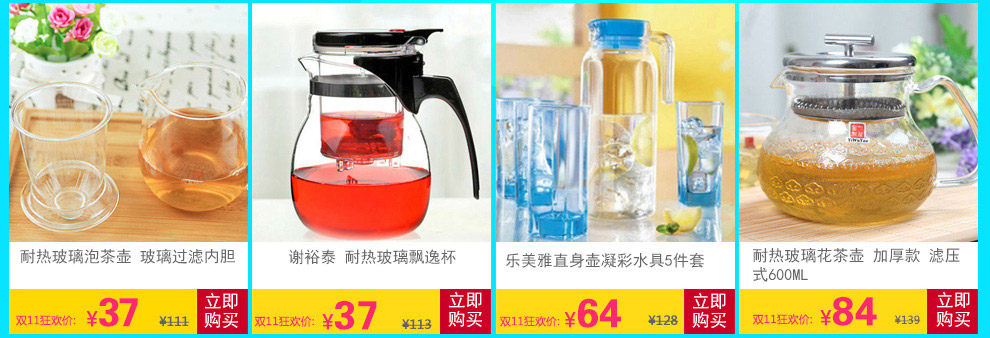 耐热玻璃泡茶壶 玻璃过滤内胆
双11狂欢价: ¥37 ¥111
立即
购买
谢裕泰 耐热玻璃飘逸杯
双11狂欢价: ¥37 ¥113
立即
购买
乐美雅直身壶凝彩水具5件套
双11狂欢价: ¥64 ¥128
立即
购买
YiWuTan
耐热玻璃花茶壶 加厚款 滤压
式600ML
双11狂欢价: ¥84 ¥139
立即
购买